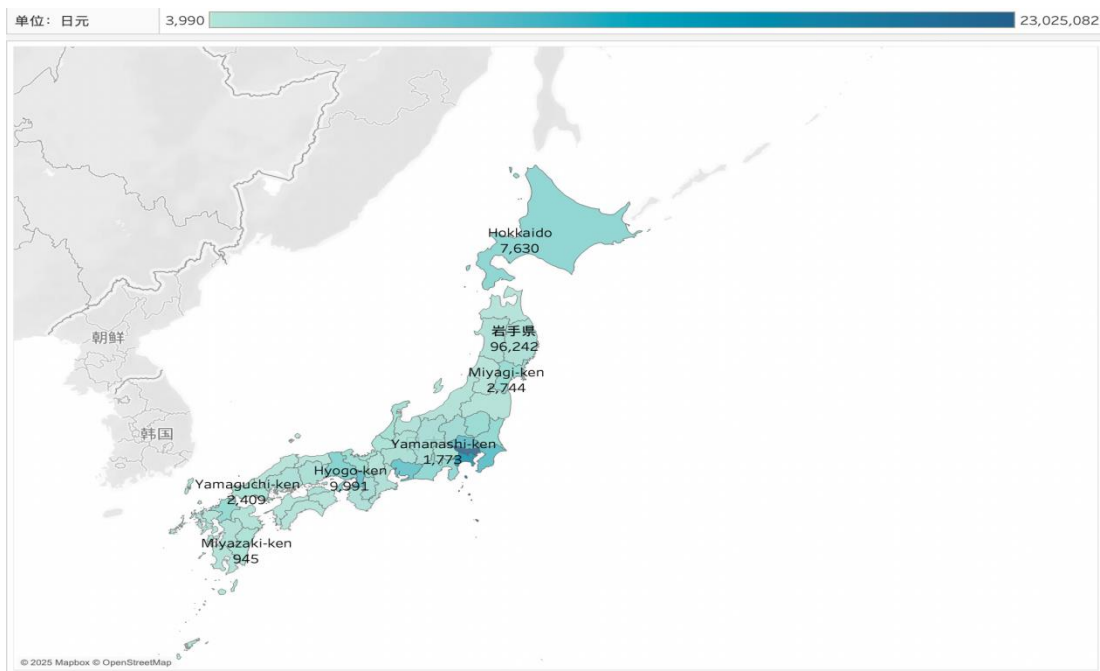 单位：日元
3,990
23,025,082
Hokkaido
7,630
岩手県
96,242
朝鲜
Miyagi-ken
2,744
韩国
Yamanashi-ken
1,773
Hyogo-ken
9,991
Yamaguchi-ken
2,409
Miyazaki-ken
945
© 2025 Mapbox © OpenStreetMap